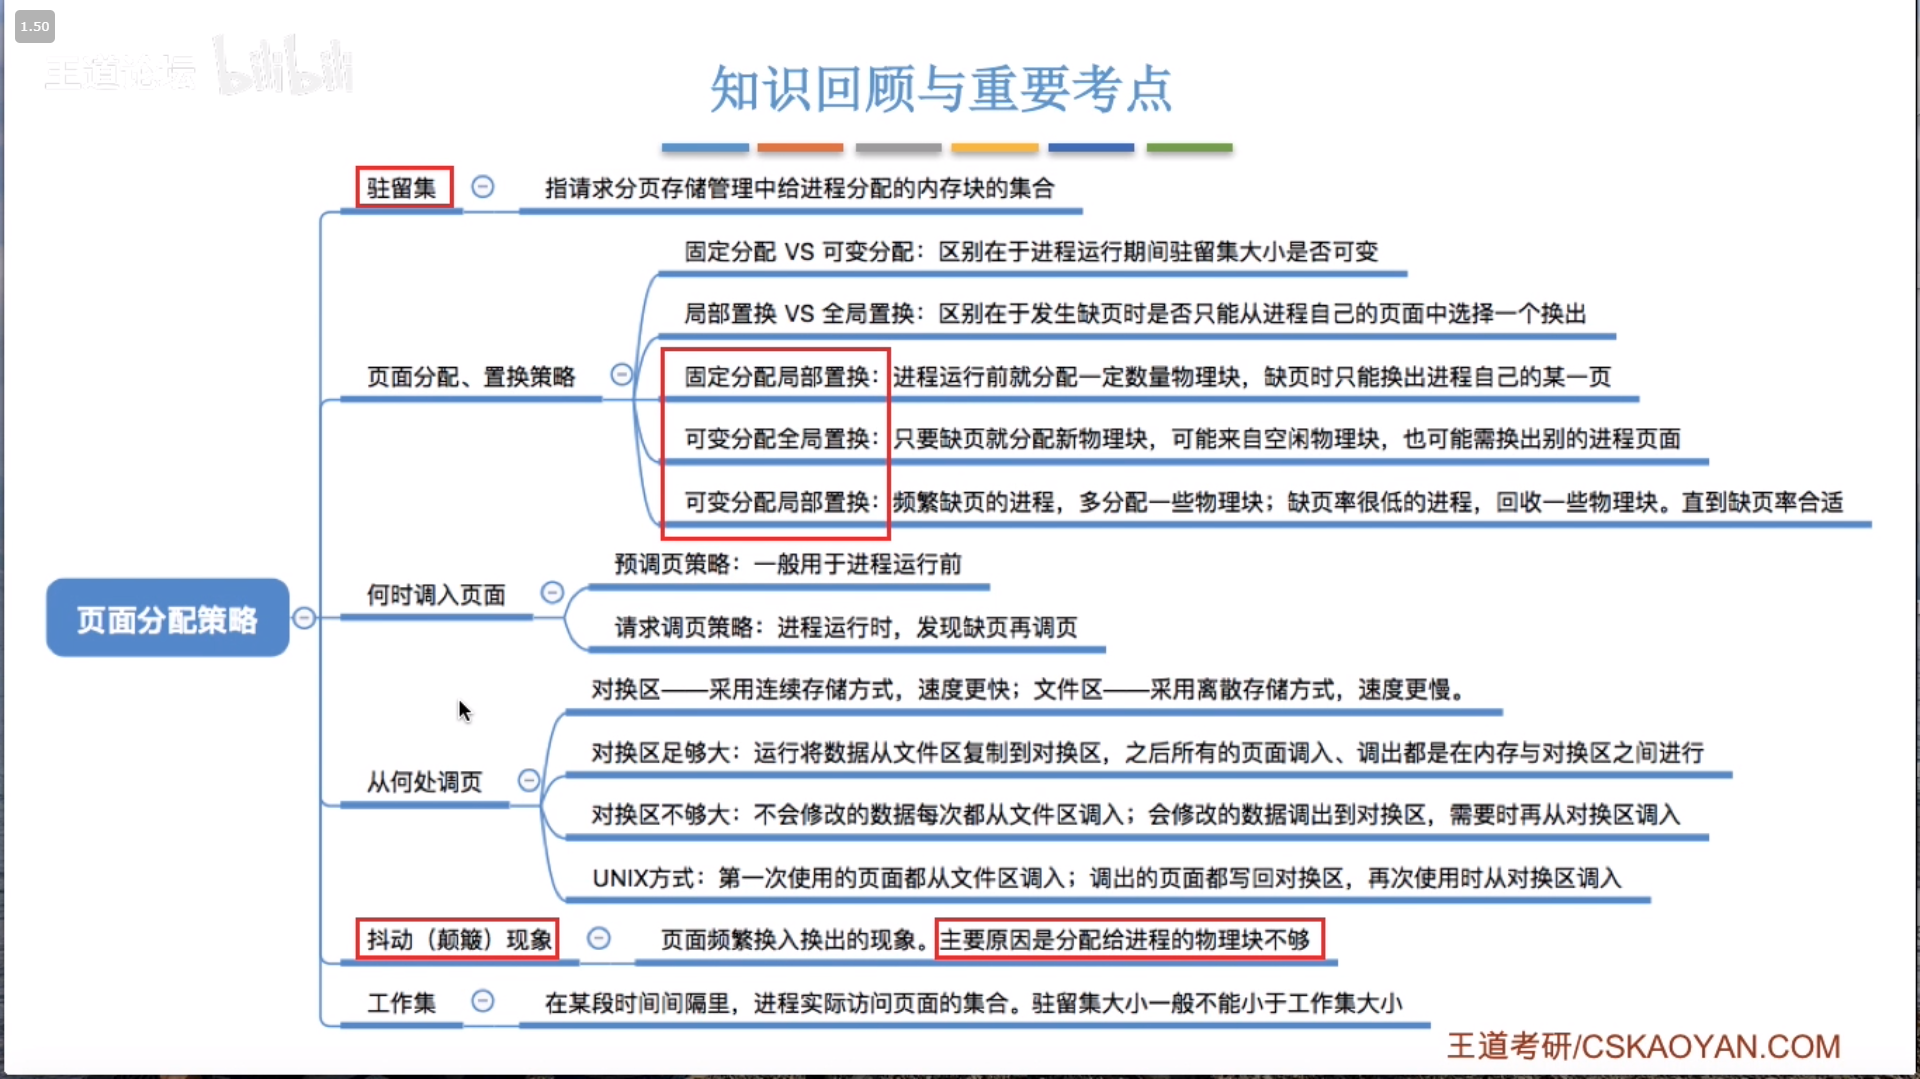 1.50
王道论坛 bilibili
知识回顾与重要考点
驻留集
指请求分页存储管理中给进程分配的内存块的集合
固定分配 VS 可变分配：区别在于进程运行期间驻留集大小是否可变
局部置换 VS 全局置换：区别在于发生缺页时是否只能从进程自己的页面中选择一个换出
页面分配、置换策略
固定分配局部置换：进程运行前就分配一定数量物理块，缺页时只能换出进程自己的某一页
可变分配全局置换：只要缺页就分配新物理块，可能来自空闲物理块，也可能需换出别的进程页面
可变分配局部置换：频繁缺页的进程，多分配一些物理块；缺页率很低的进程，回收一些物理块。直到缺页率合适
预调页策略：一般用于进程运行前
何时调入页面
请求调页策略：进程运行时，发现缺页再调页
页面分配策略
对换区——采用连续存储方式，速度更快；文件区——采用离散存储方式，速度更慢。
对换区足够大：运行将数据从文件区复制到对换区，之后所有的页面调入、调出都是在内存与对换区之间进行
从何处调页
对换区不够大：不会修改的数据每次都从文件区调入；会修改的数据调出到对换区，需要时再从对换区调入
UNIX方式：第一次使用的页面都从文件区调入；调出的页面都写回对换区，再次使用时从对换区调入
抖动（颠簸）现象
页面频繁换入换出的现象。主要原因是分配给进程的物理块不够
工作集
在某段时间间隔里，进程实际访问页面的集合。驻留集大小一般不能小于工作集大小
王道考研/CSKAOYAN.COM